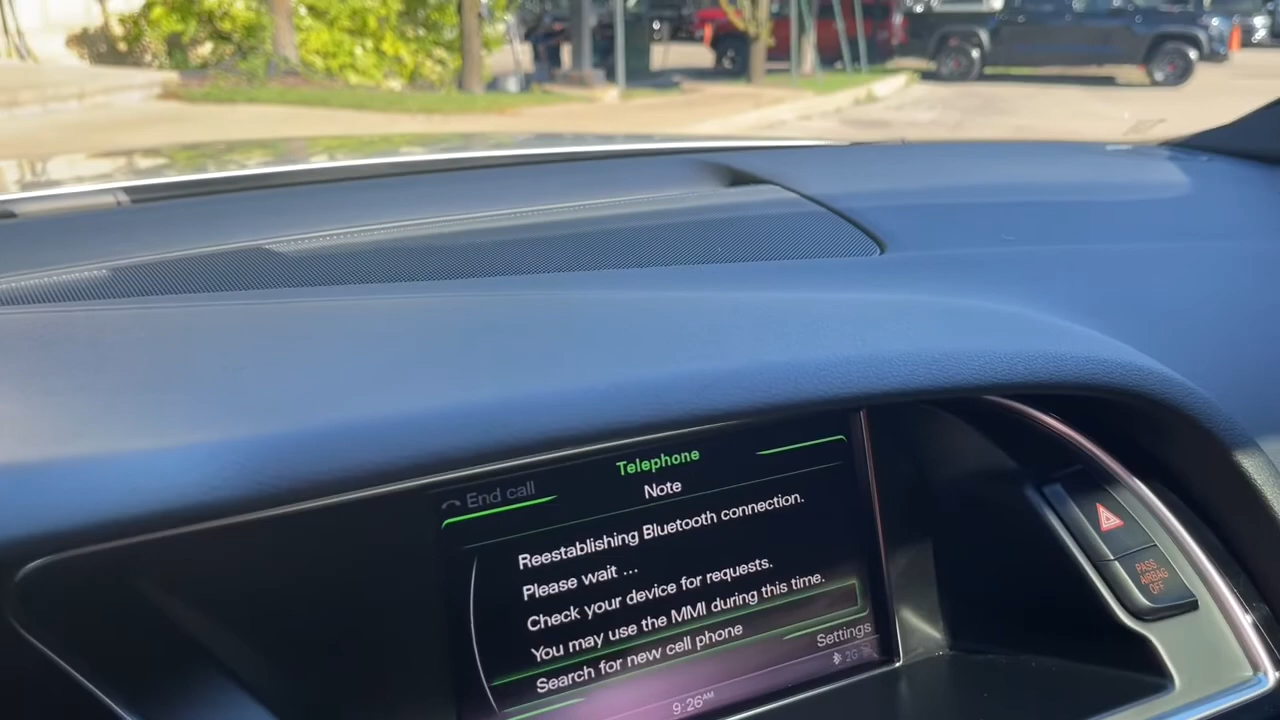 Telephone
End call
Note
Reestablishing Bluetooth connection.
Please wait ...
Check your device for requests.
You may use the MMI during this time.
Search for new cell phone
Settings
2G
9:26AM
PASS
AIRBAG
OFF